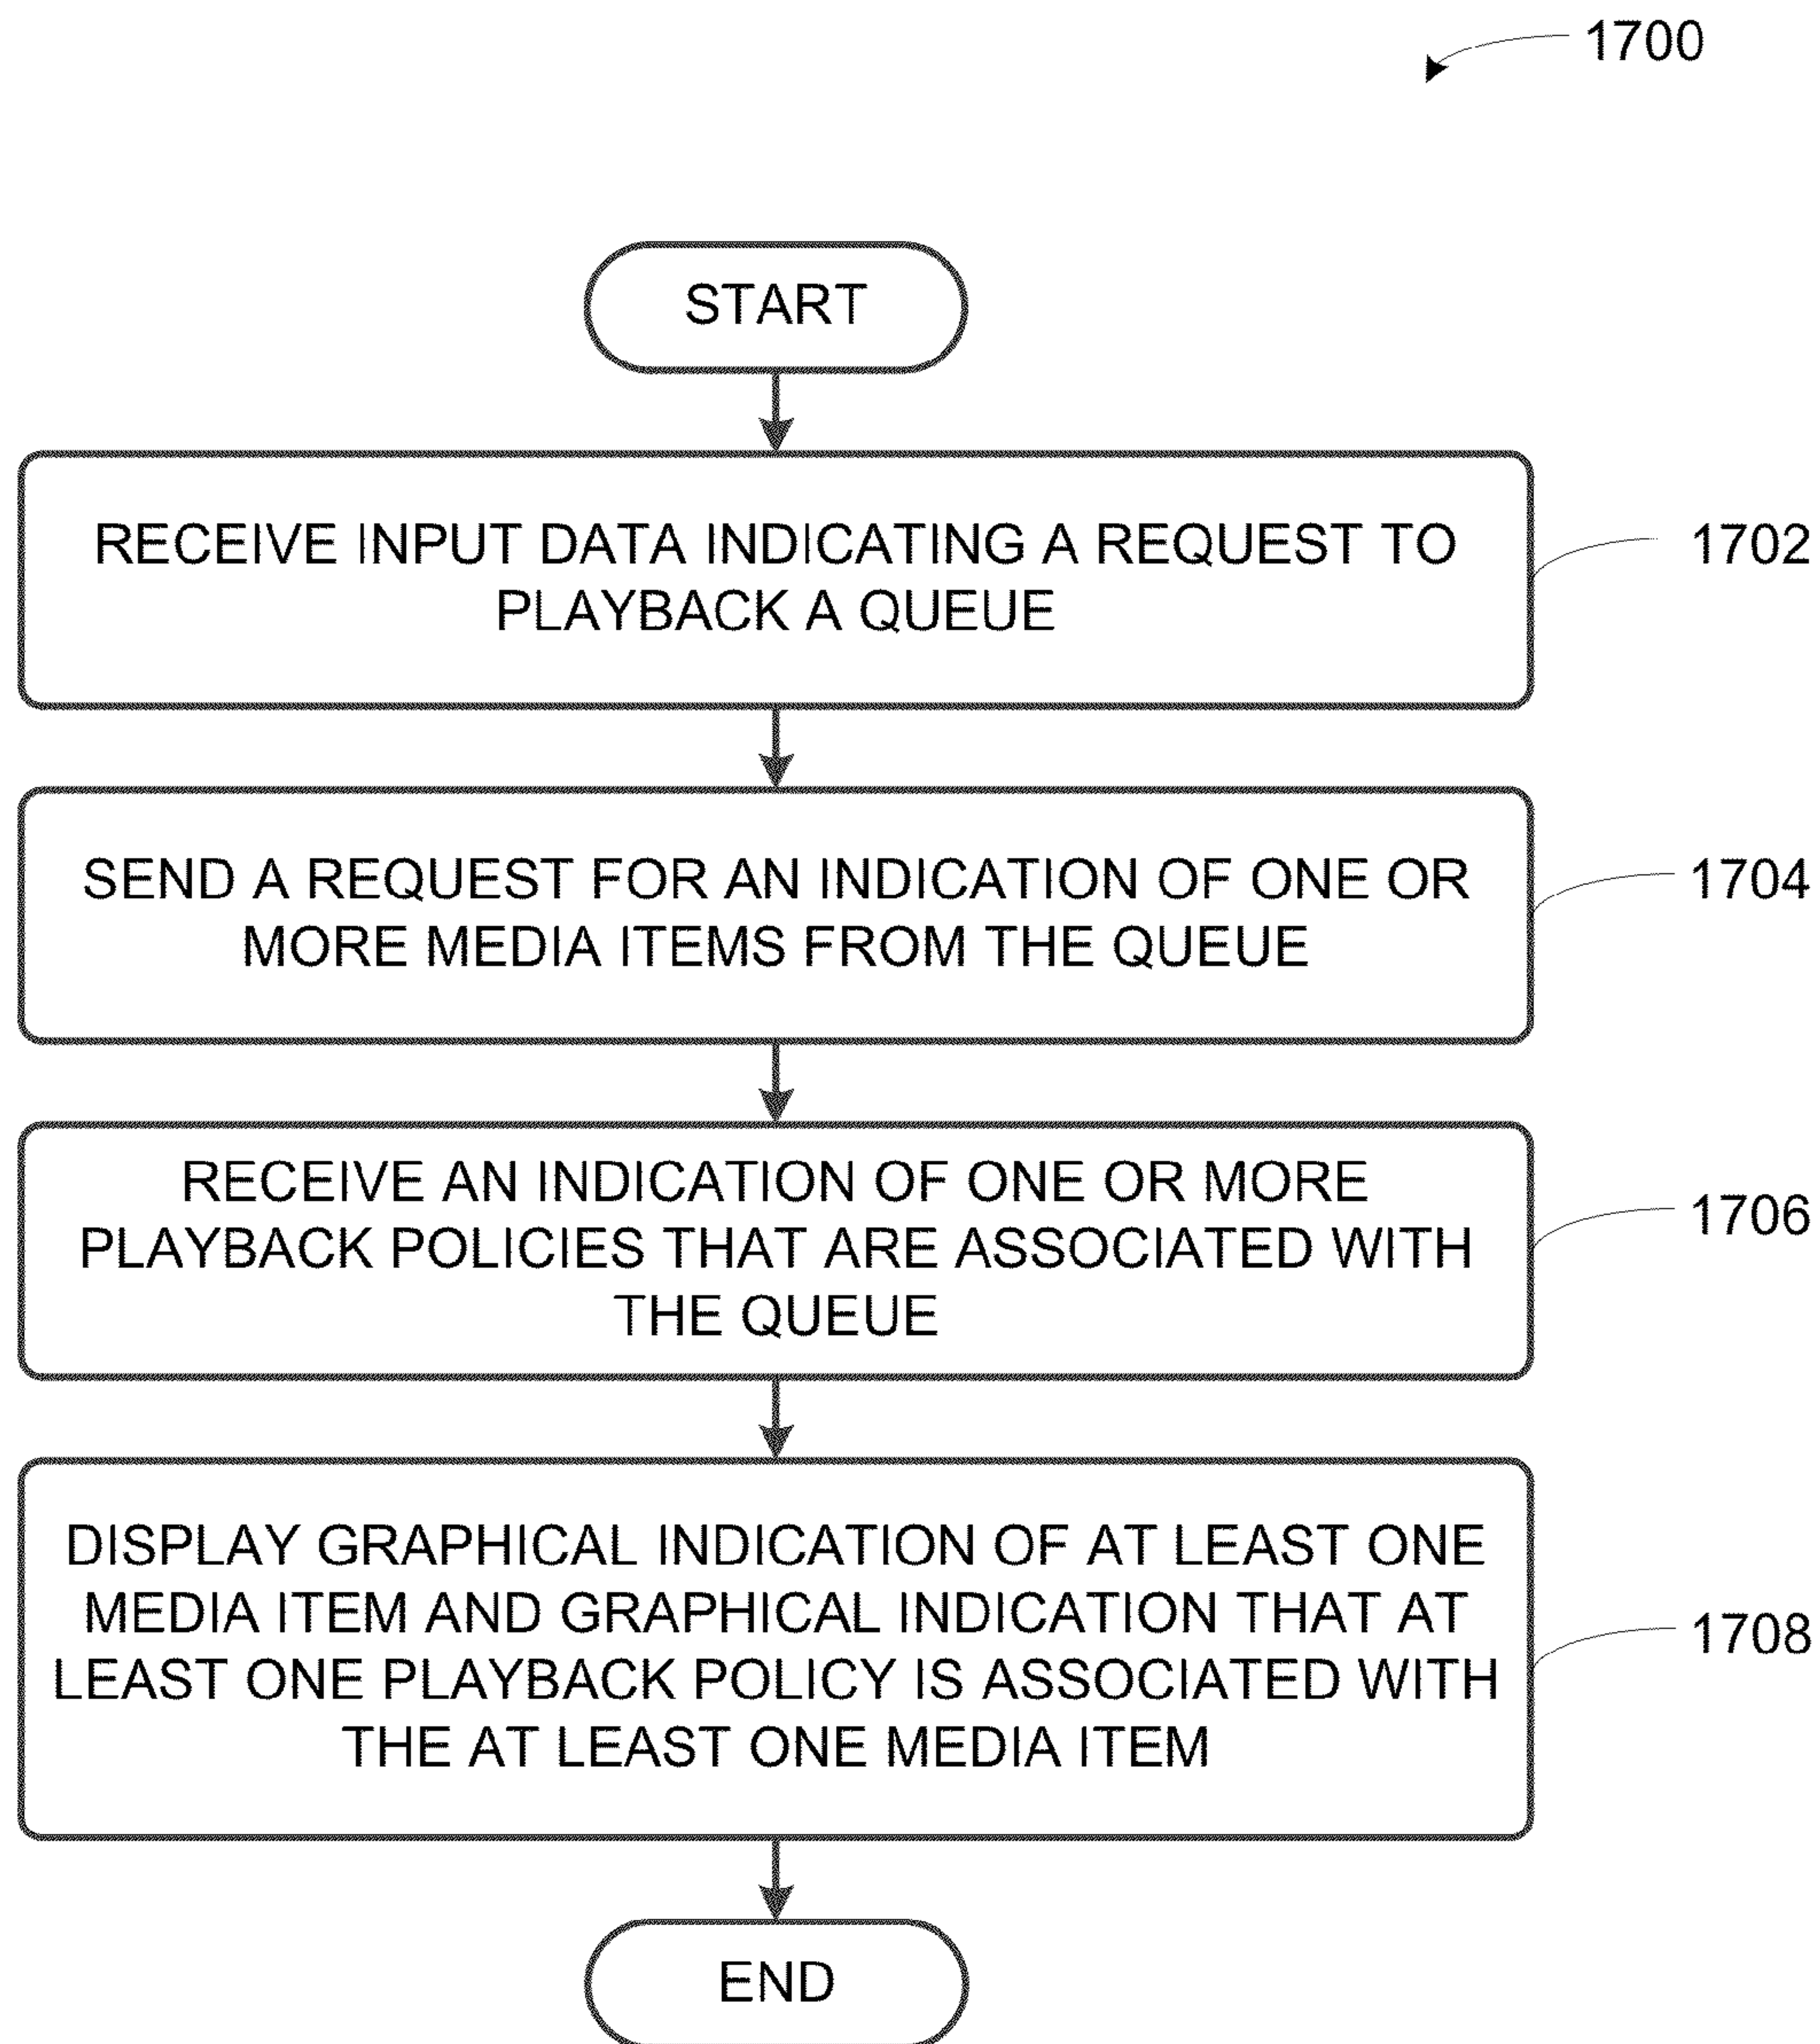 1700
START
RECEIVE INPUT DATA INDICATING A REQUEST TO
PLAYBACK A QUEUE
1702
SEND A REQUEST FOR AN INDICATION OF ONE OR
MORE MEDIA ITEMS FROM THE QUEUE
1704
RECEIVE AN INDICATION OF ONE OR MORE
PLAYBACK POLICIES THAT ARE ASSOCIATED WITH
THE QUEUE
1706
DISPLAY GRAPHICAL INDICATION OF AT LEAST ONE
MEDIA ITEM AND GRAPHICAL INDICATION THAT AT
LEAST ONE PLAYBACK POLICY IS ASSOCIATED WITH
THE AT LEAST ONE MEDIA ITEM
1708
END